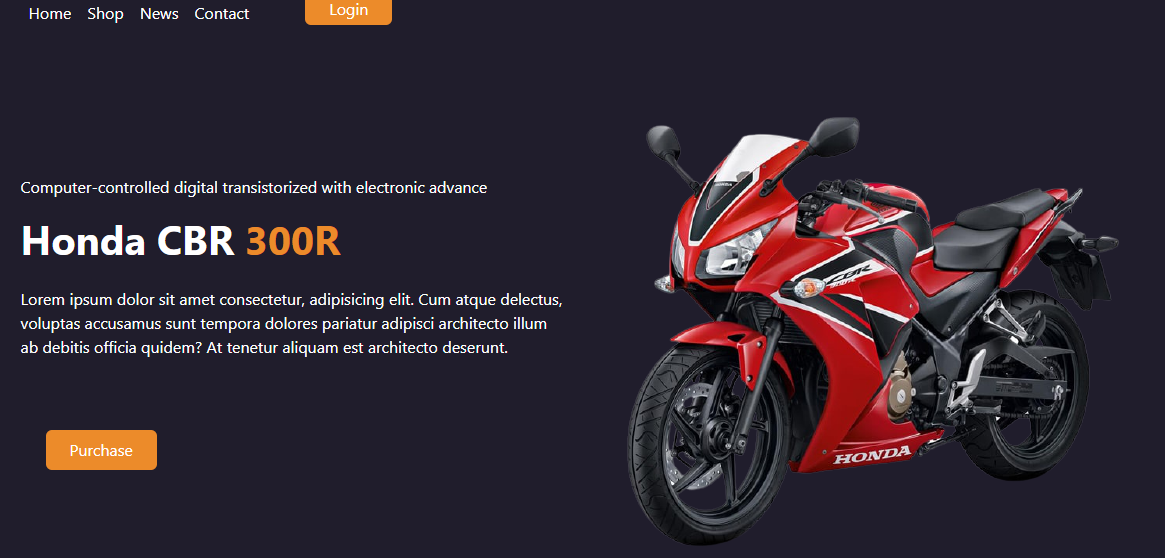 Home Shop News Contact Login
Computer-controlled digital transistorized with electronic advance
Honda CBR 300R
Lorem ipsum dolor sit amet consectetur, adipisicing elit. Cum atque delectus,
voluptas accusamus sunt tempora dolores pariatur adipisci architecto illum
ab debitis officia quidem? At tenetur aliquam est architecto deserunt.
Purchase
HONDA
CBR
HONDA